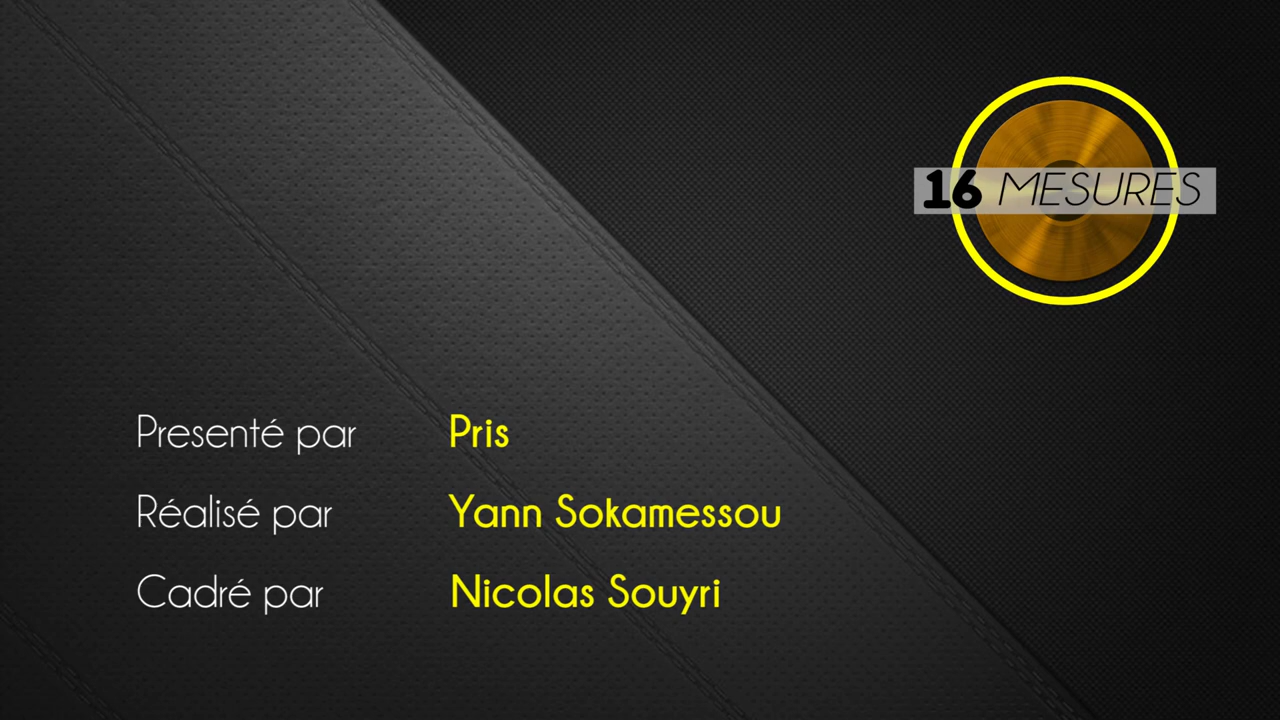 16 MESURES
Presenté par Pris
Réalisé par Yann Sokamessou
Cadré par Nicolas Souyri